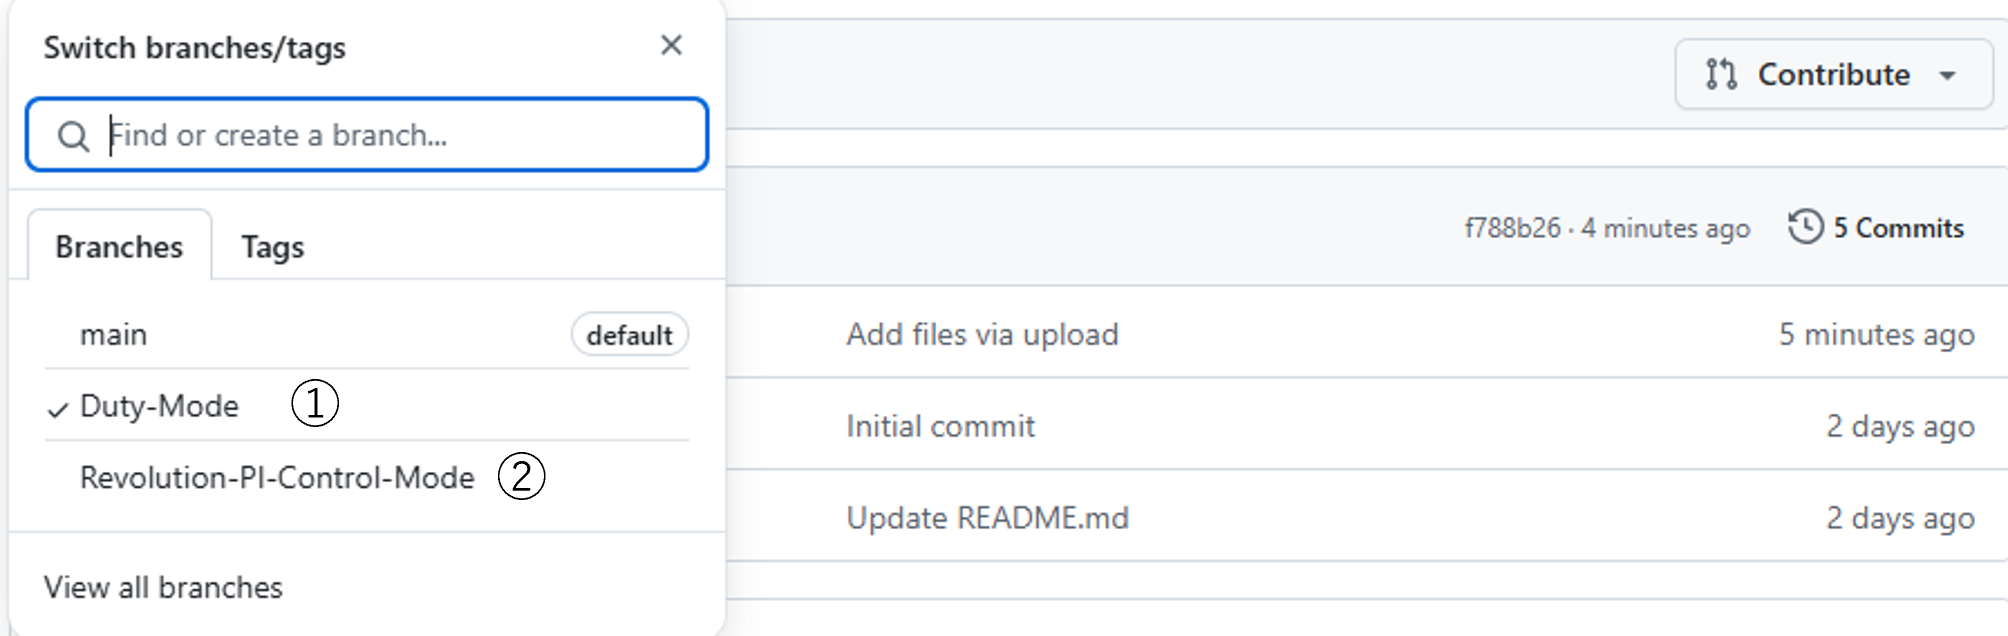 Switch branches/tags
Find or create a branch...
Branches
Tags
main
default
Duty-Mode ①
Revolution-PI-Control-Mode ②
View all branches
Contribute
f788b26 · 4 minutes ago
5 Commits
Add files via upload
5 minutes ago
Initial commit
2 days ago
Update README.md
2 days ago